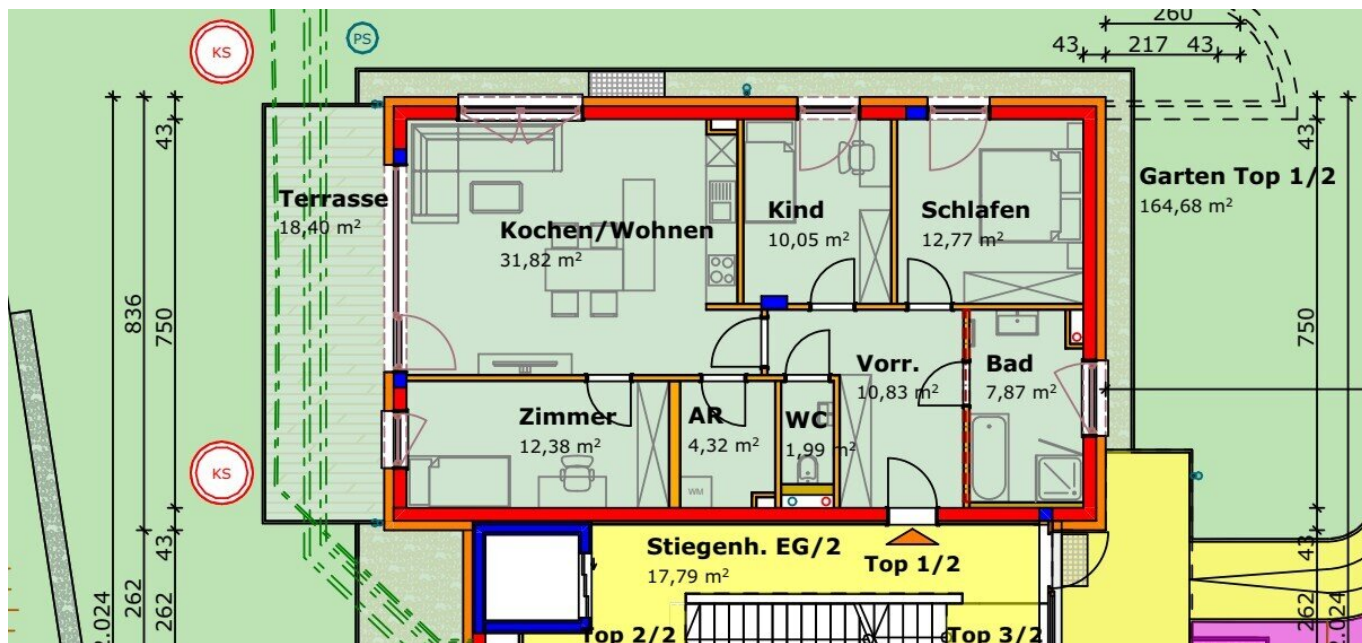 260
43
217
43
KS
PS
43
43
Garten Top 1/2
164,68 m²
Terrasse
18,40 m²
Kochen/Wohnen
31,82 m²
Kind
10,05 m²
Schlafen
12,77 m²
836
750
750
Vorr.
10,83 m²
Bad
7,87 m²
Zimmer
12,38 m²
AR
4,32 m²
WC
1,99 m²
KS
WM
43
43
Stiegenh. EG/2
17,79 m²
Top 1/2
2.024
262
262
262
2.024
Top 2/2
Top 3/2